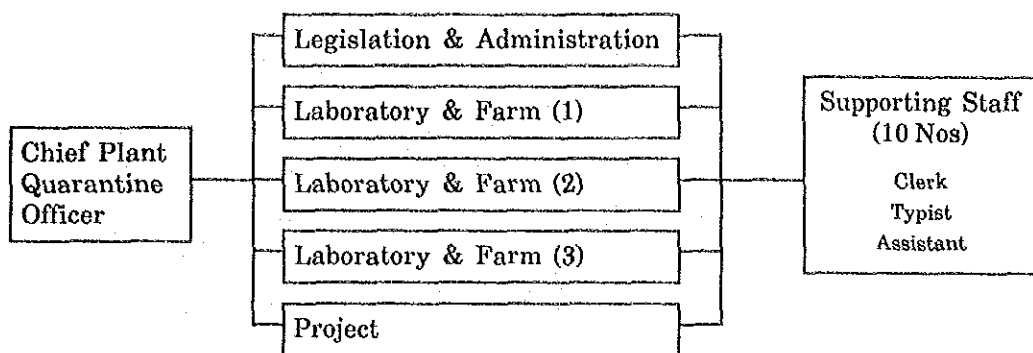 Legislation & Administration
Laboratory & Farm (1)
Chief Plant
Quarantine
Officer
Laboratory & Farm (2)
Laboratory & Farm (3)
Project
Supporting Staff
(10 Nos)
Clerk
Typist
Assistant